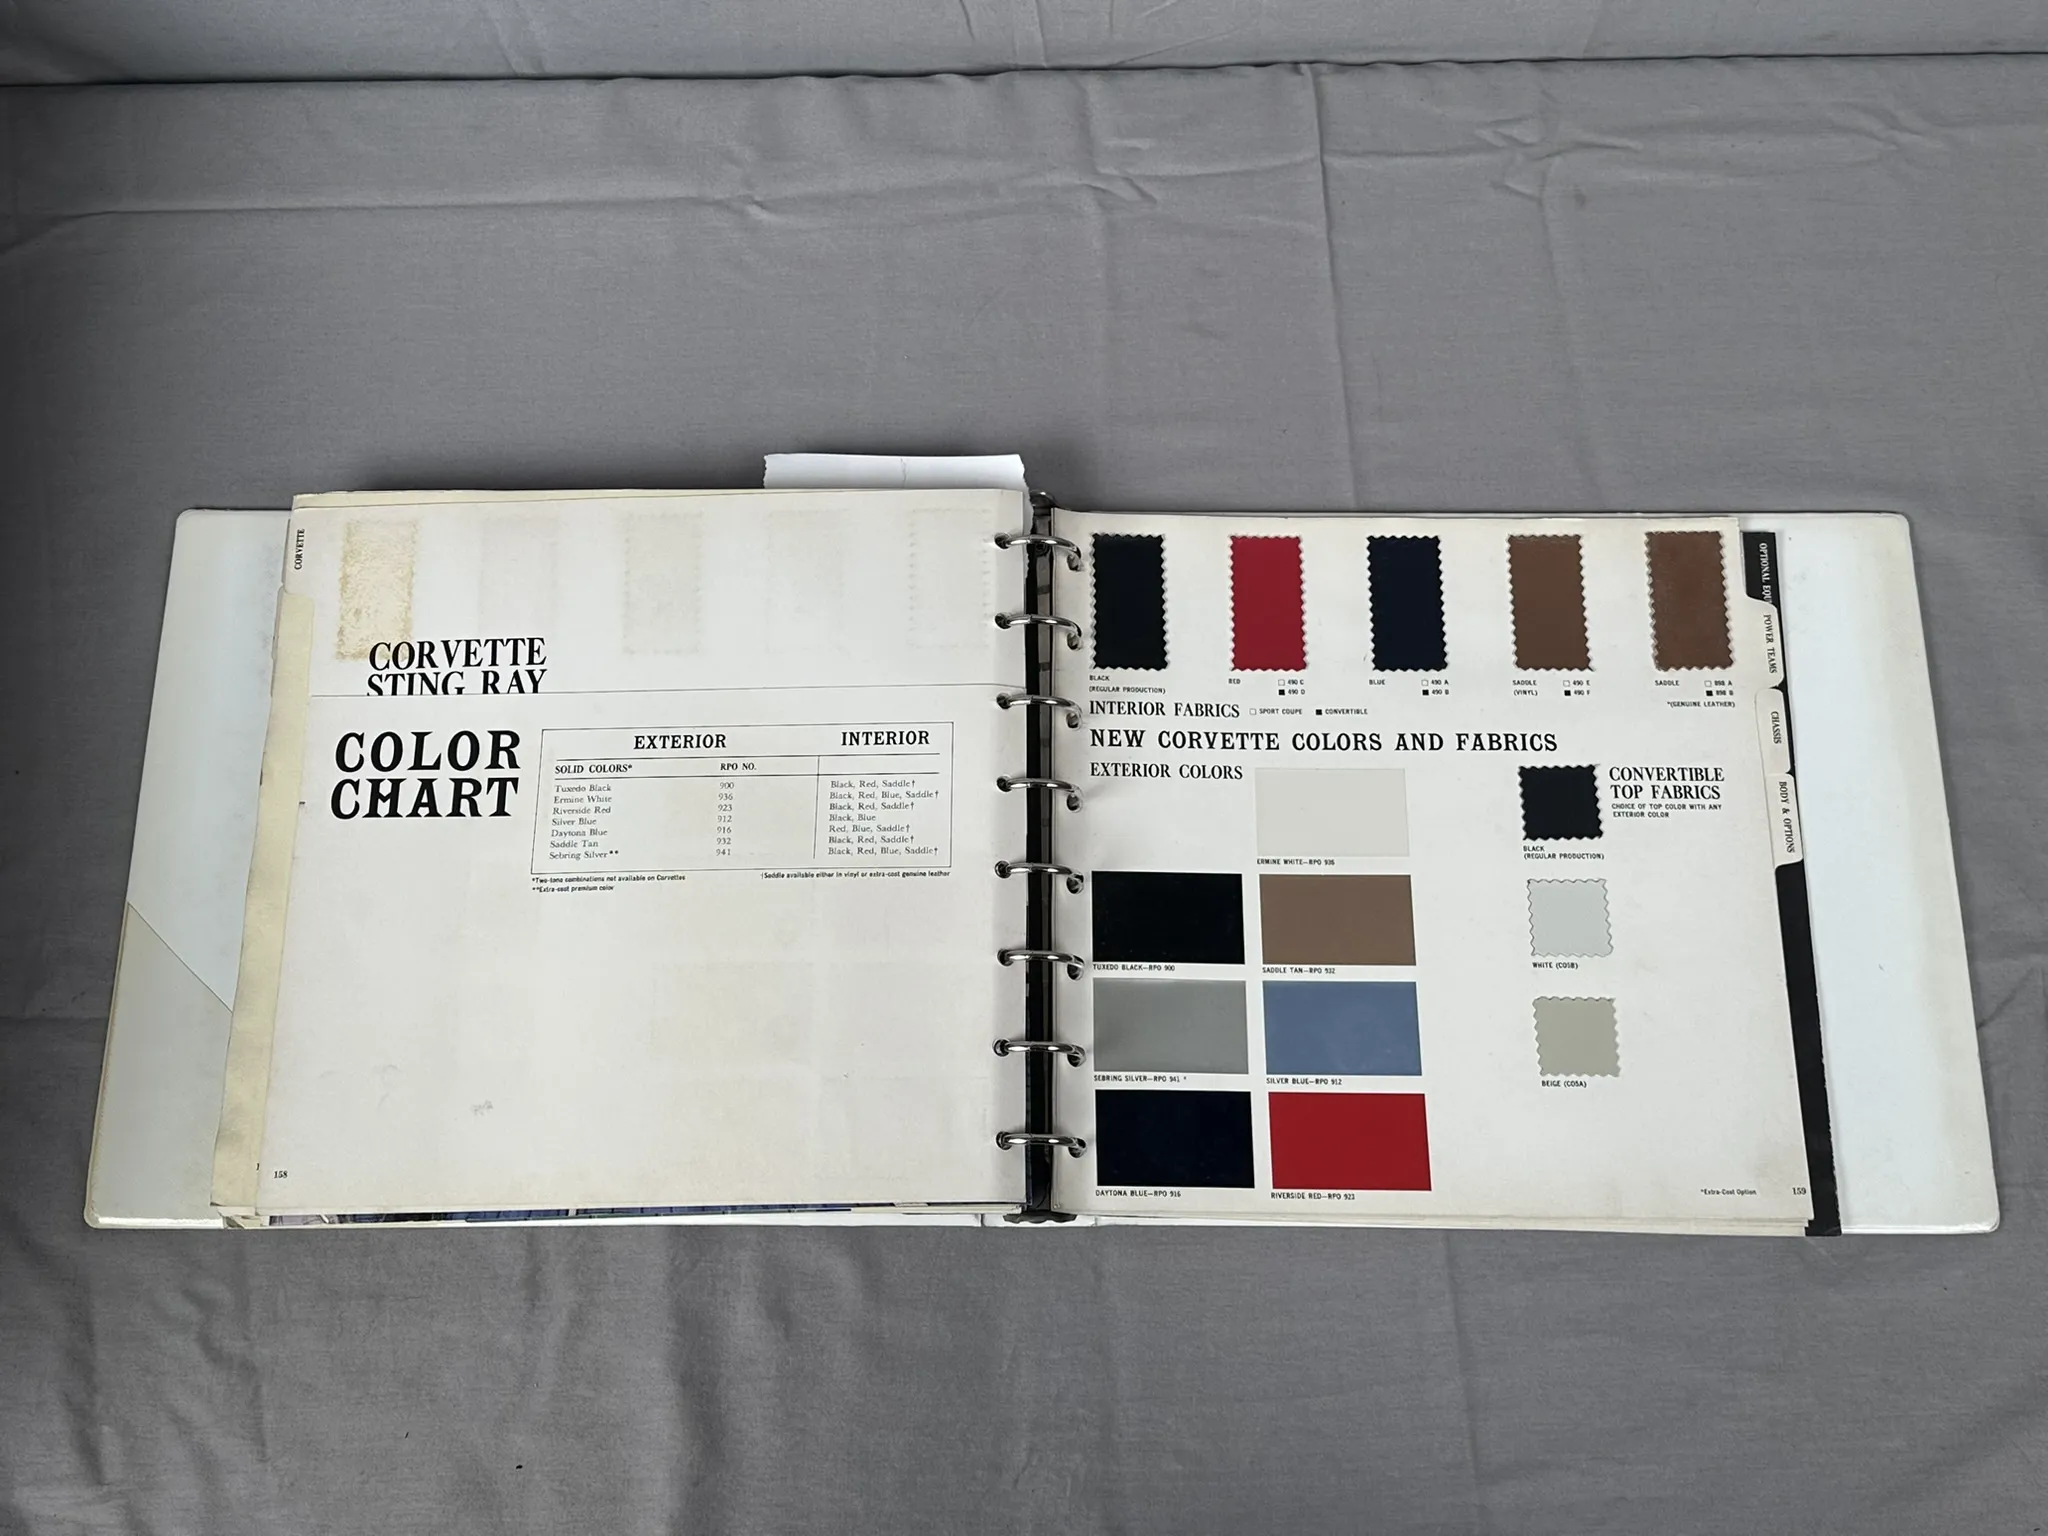 CORVETTE
CORVETTE
STING RAY
COLOR
CHART
EXTERIOR INTERIOR
SOLID COLORS* RPO NO.
Tuxedo Black 900 Black, Red, Saddle†
Ermine White 936 Black, Red, Blue, Saddle†
Riverside Red 923 Black, Red, Saddle†
Silver Blue 912 Black, Blue
Daytona Blue 916 Red, Blue, Saddle†
Saddle Tan 932 Black, Red, Saddle†
Sebring Silver** 941 Black, Red, Blue, Saddle†
*Two-tone combinations not available on Corvettes †Saddle available either in vinyl or extra-cost genuine leather
**Extra-cost premium color
158
BLACK
(REGULAR PRODUCTION)
RED □ 490 C
■ 490 D
BLUE □ 490 A
■ 490 B
SADDLE □ 490 E
(VINYL) ■ 490 F
SADDLE □ 898 A
■ 898 B
*(GENUINE LEATHER)
INTERIOR FABRICS □ SPORT COUPE ■ CONVERTIBLE
NEW CORVETTE COLORS AND FABRICS
EXTERIOR COLORS
ERMINE WHITE—RPO 936
TUXEDO BLACK—RPO 900
SADDLE TAN—RPO 932
SEBRING SILVER—RPO 941 *
SILVER BLUE—RPO 912
DAYTONA BLUE—RPO 916
RIVERSIDE RED—RPO 923
CONVERTIBLE
TOP FABRICS
CHOICE OF TOP COLOR WITH ANY
EXTERIOR COLOR
BLACK
(REGULAR PRODUCTION)
WHITE (C05B)
BEIGE (C05A)
*Extra-Cost Option
159
OPTIONAL EQU
POWER TEAMS
CHASSIS
BODY & OPTIONS